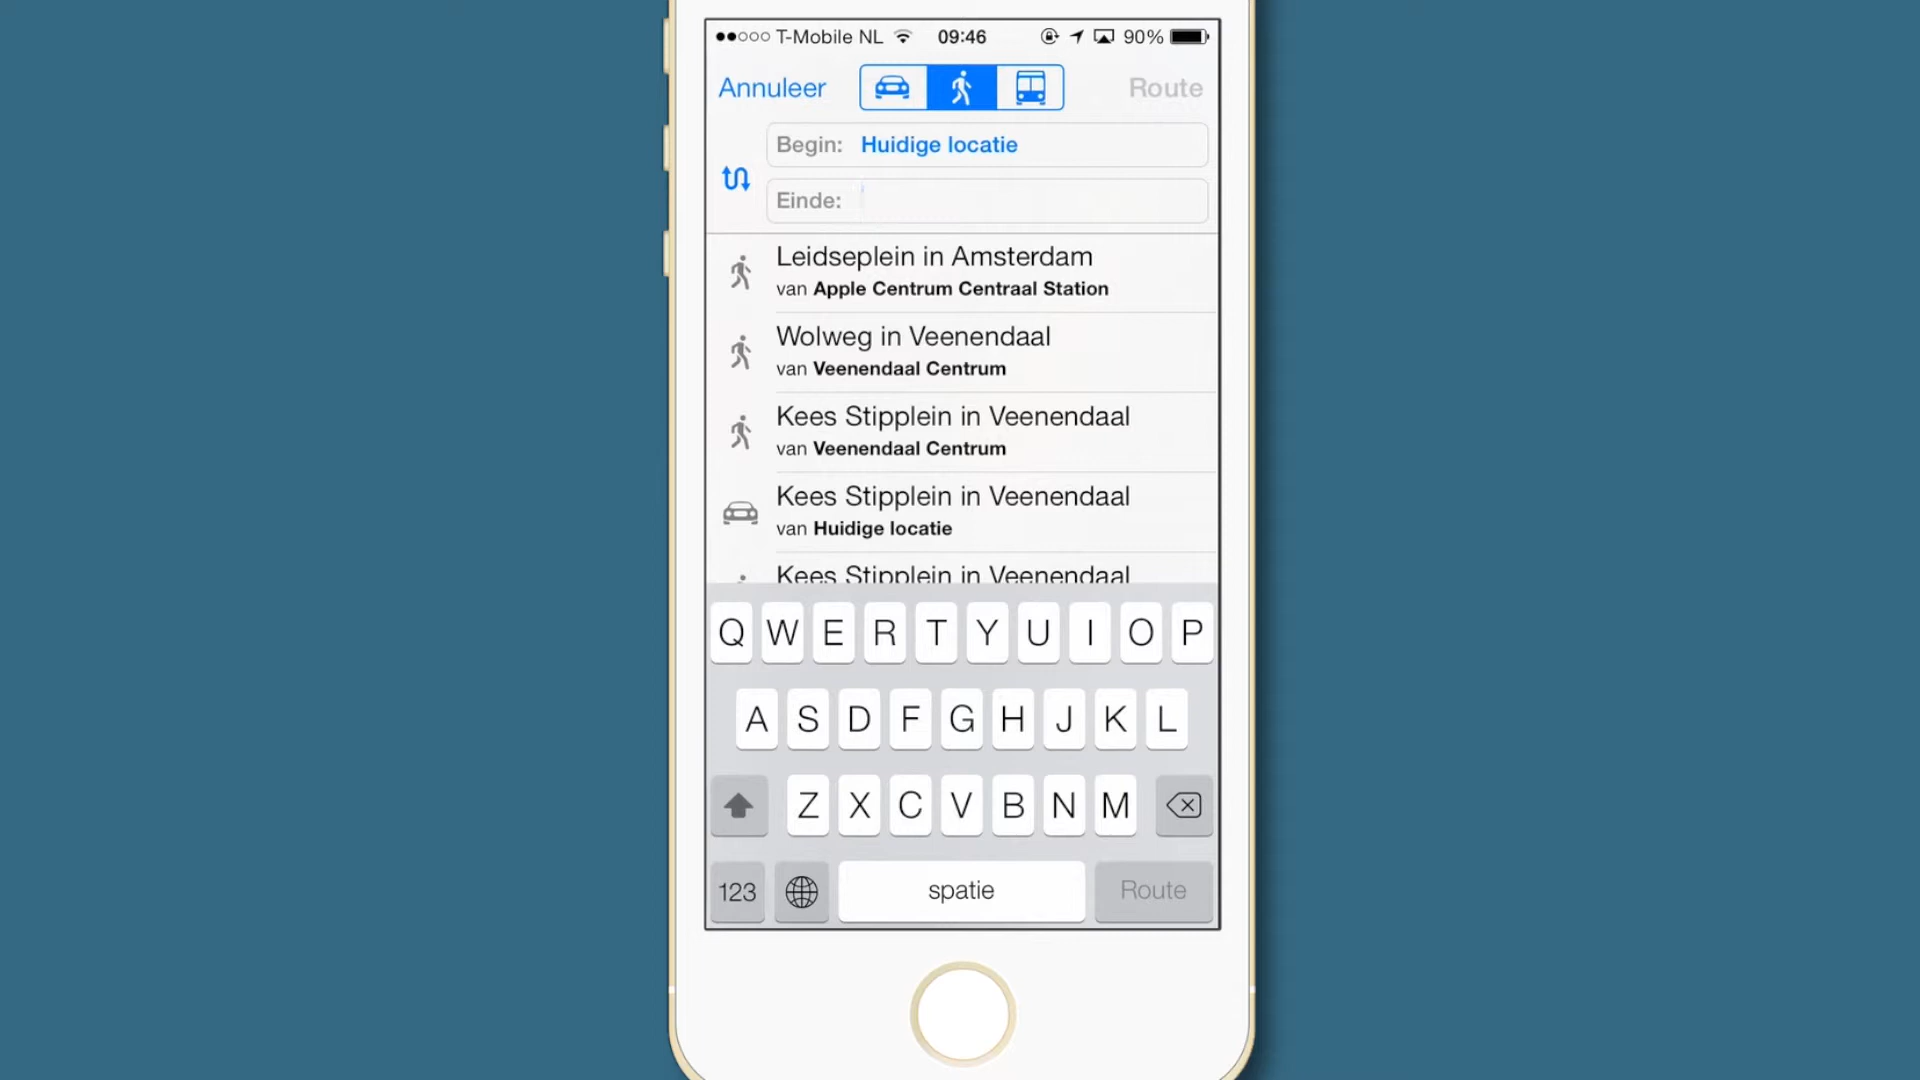 T-Mobile NL 09:46 90%
Annuleer Route
Begin: Huidige locatie
Einde:
Leidseplein in Amsterdam
van Apple Centrum Centraal Station
Wolweg in Veenendaal
van Veenendaal Centrum
Kees Stipplein in Veenendaal
van Veenendaal Centrum
Kees Stipplein in Veenendaal
van Huidige locatie
Kees Stipplein in Veenendaal
Q W E R T Y U I O P
A S D F G H J K L
Z X C V B N M
123 spatie Route